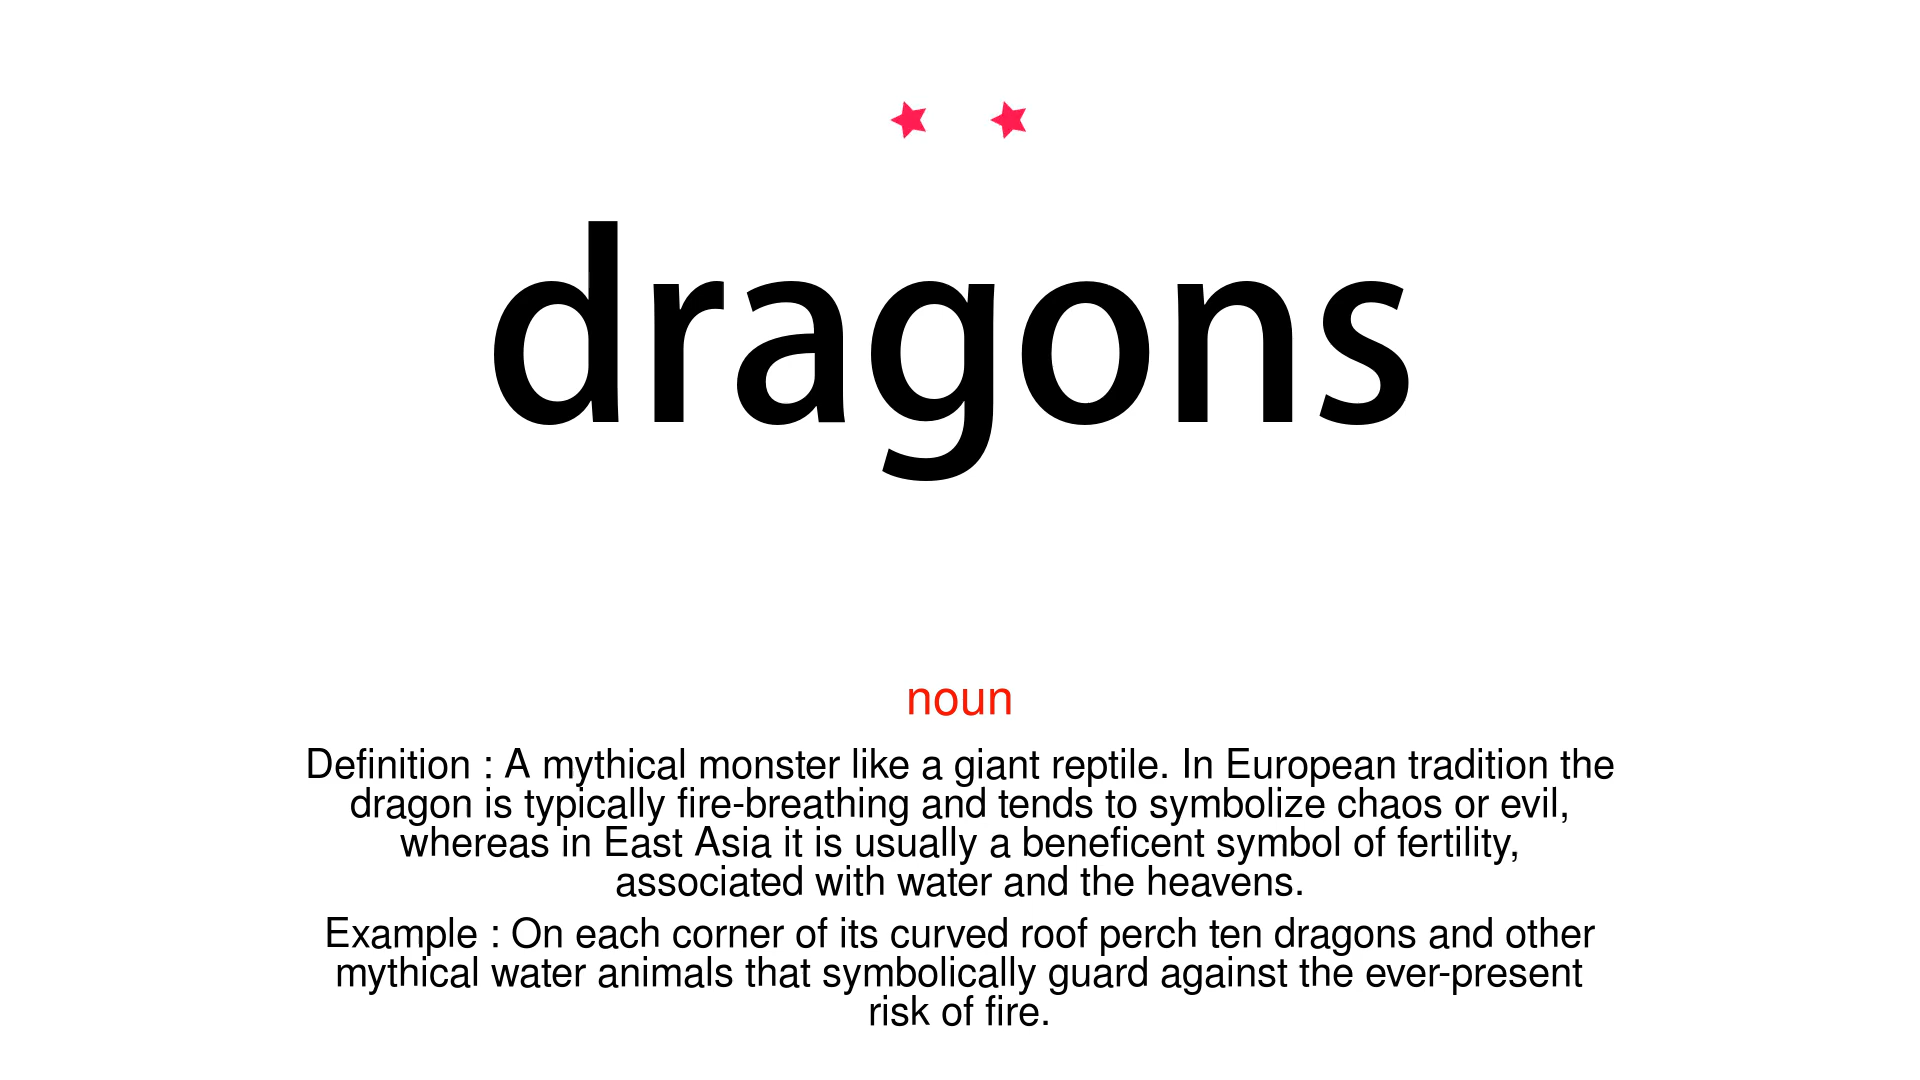 dragons
noun
Definition : A mythical monster like a giant reptile. In European tradition the
dragon is typically fire-breathing and tends to symbolize chaos or evil,
whereas in East Asia it is usually a beneficent symbol of fertility,
associated with water and the heavens.
Example : On each corner of its curved roof perch ten dragons and other
mythical water animals that symbolically guard against the ever-present
risk of fire.